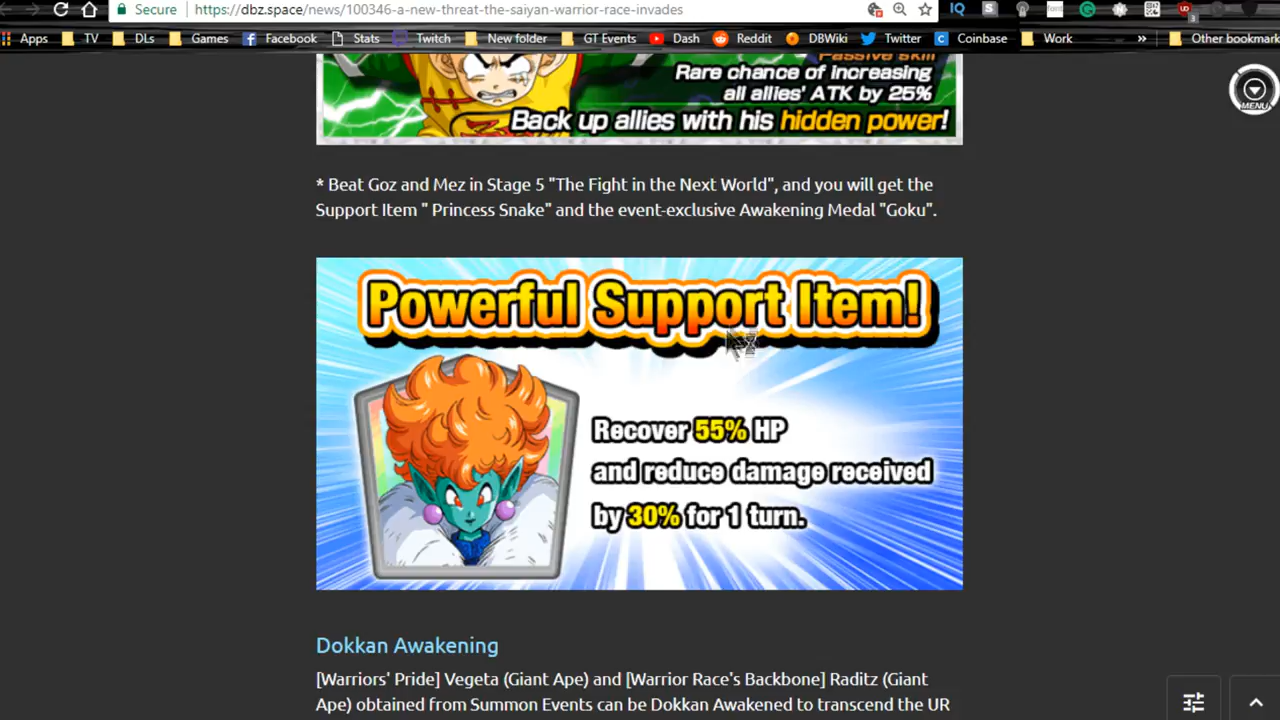 Secure https://dbz.space/news/100346-a-new-threat-the-saiyan-warrior-race-invades IQ S
Apps TV DLs Games Facebook Stats Twitch New folder GT Events Dash Reddit DBWiki Twitter Coinbase Work » Other bookmark
Passive skill
Rare chance of increasing
all allies' ATK by 25%
Back up allies with his hidden power!
MENU
* Beat Goz and Mez in Stage 5 "The Fight in the Next World", and you will get the
Support Item " Princess Snake" and the event-exclusive Awakening Medal "Goku".
Powerful Support Item!
Recover 55% HP
and reduce damage received
by 30% for 1 turn.
Dokkan Awakening
[Warriors' Pride] Vegeta (Giant Ape) and [Warrior Race's Backbone] Raditz (Giant
Ape) obtained from Summon Events can be Dokkan Awakened to transcend the UR